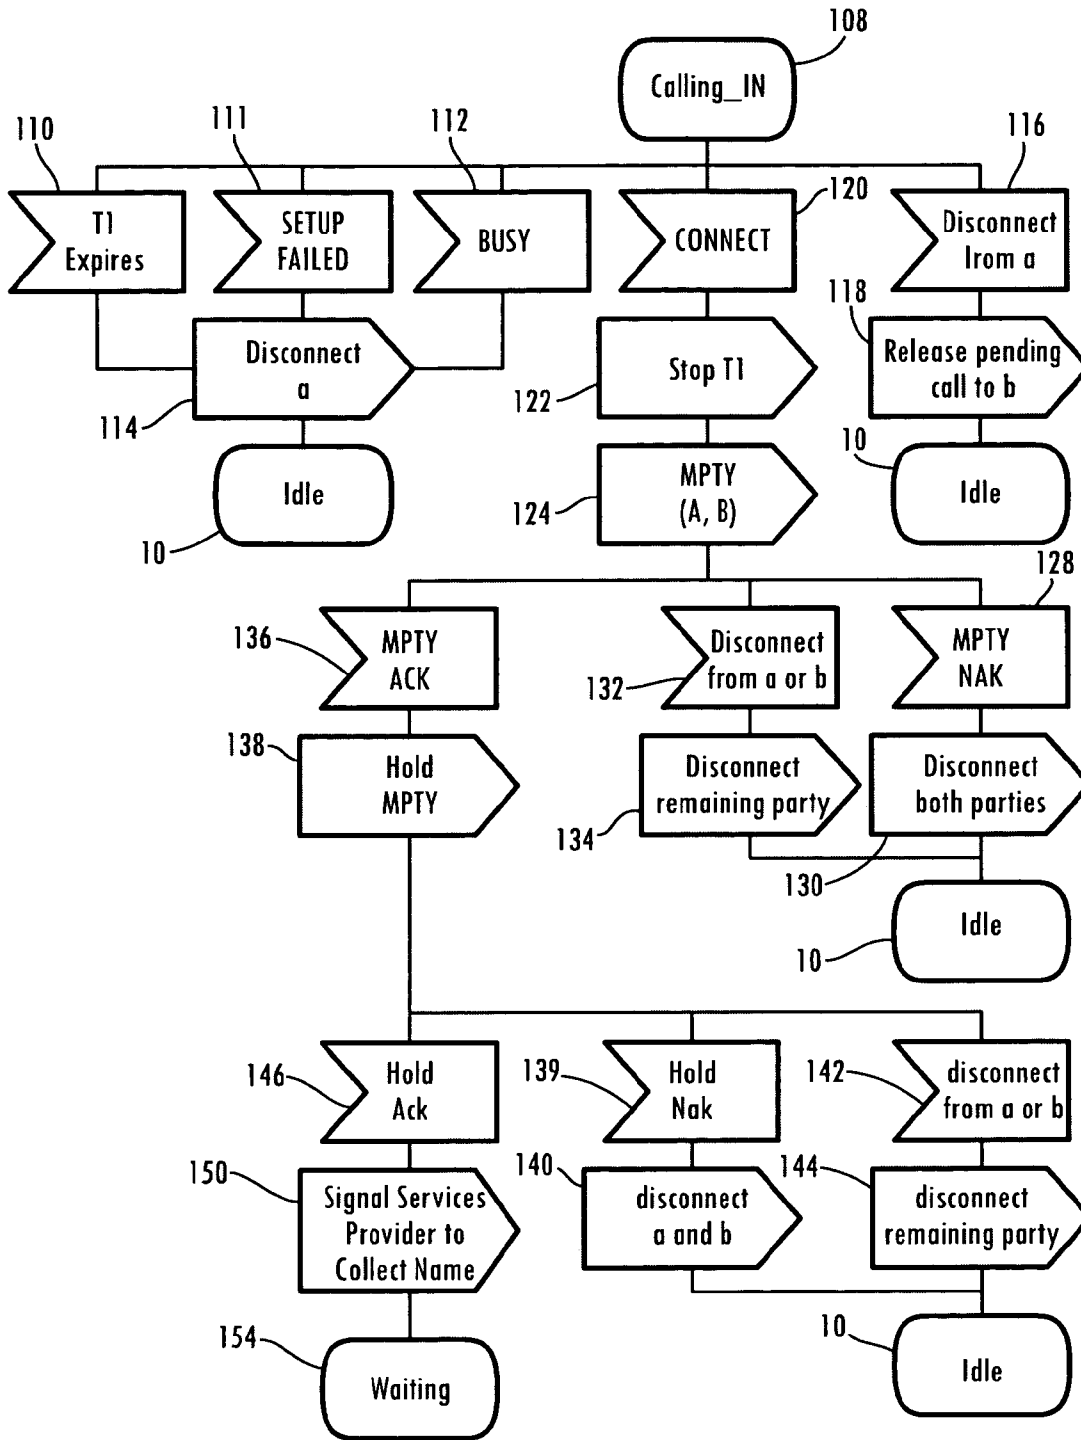 108
Calling_IN
110
111
112
116
T1
Expires
SETUP
FAILED
BUSY
CONNECT
120
Disconnect
Irom a
Disconnect
a
114
Stop T1
122
118
Release pending
call to b
Idle
10
MPTY
(A, B)
124
10
Idle
128
136
MPTY
ACK
Disconnect
from a or b
132
MPTY
NAK
138
Hold
MPTY
Disconnect
remaining party
134
Disconnect
both parties
130
Idle
10
146
Hold
Ack
139
Hold
Nak
142
disconnect
from a or b
150
Signal Services
Provider to
Collect Name
140
disconnect
a and b
144
disconnect
remaining party
154
Waiting
10
Idle